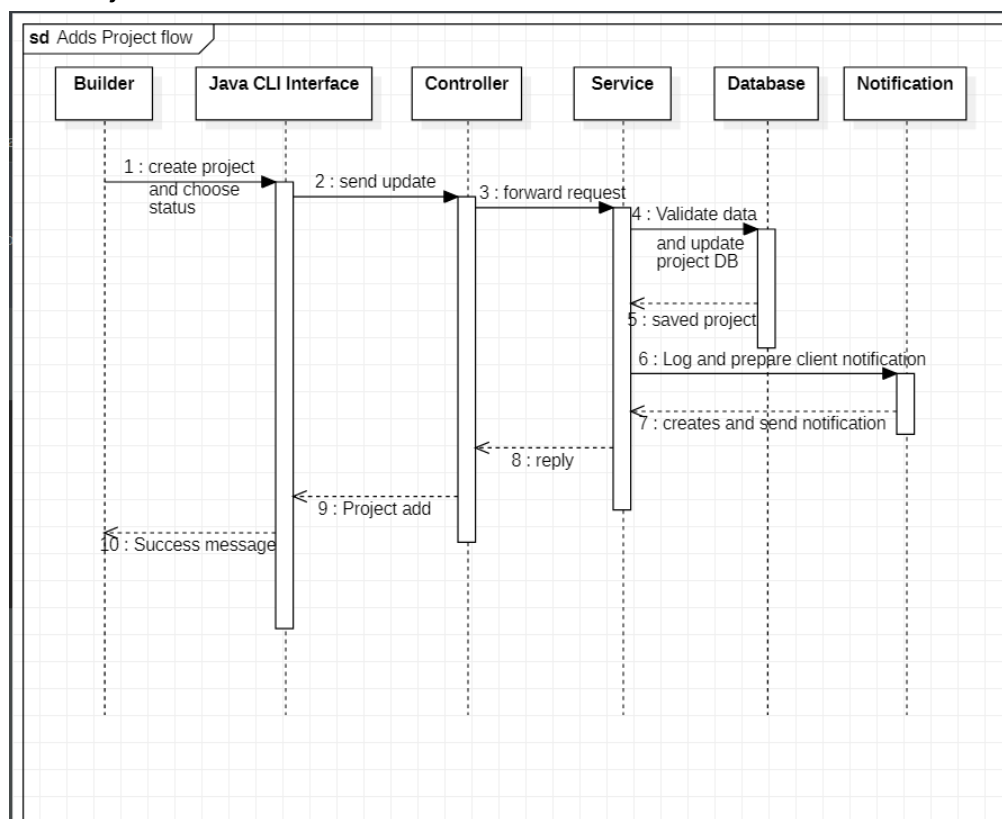 sd Adds Project flow
Builder
Java CLI Interface
Controller
Service
Database
Notification
1 : create project
and choose
status
2 : send update
3 : forward request
4 : Validate data
and update
project DB
5 : saved project
6 : Log and prepare client notification
7 : creates and send notification
8 : reply
9 : Project add
10 : Success message